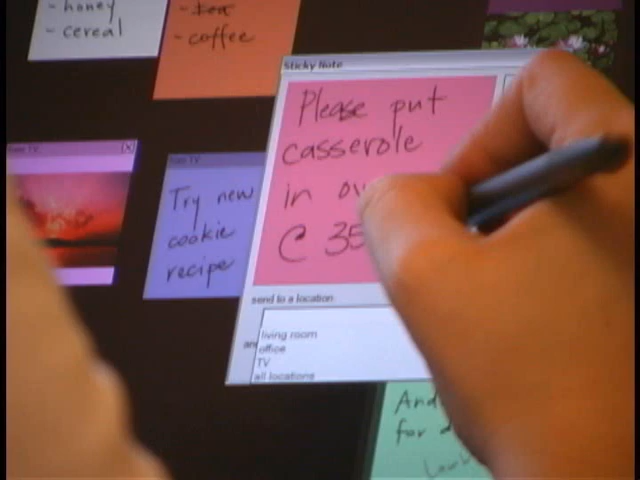 - honey
- cereal
- tea
- coffee
Sticky Note
Please put
casserole
in
@ 35
Try new
cookie
recipe
send to a location
living room
office
TV
all locations
And
for